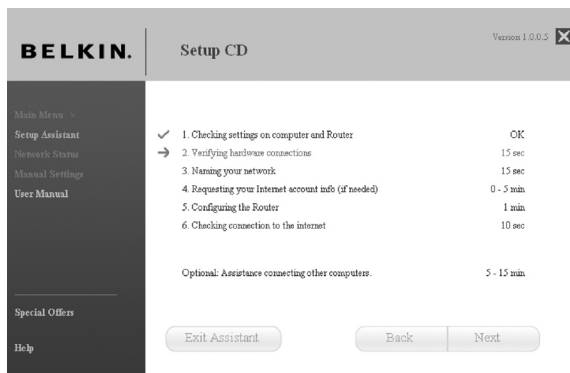 BELKIN.
Setup CD
Version 1.0.0.5
Main Menu >
Setup Assistant
Network Status
Manual Settings
User Manual
Special Offers
Help
1. Checking settings on computer and Router OK
2. Verifying hardware connections 15 sec
3. Naming your network 15 sec
4. Requesting your Internet account info (if needed) 0 - 5 min
5. Configuring the Router 1 min
6. Checking connection to the internet 10 sec
Optional: Assistance connecting other computers. 5 - 15 min
Exit Assistant
Back
Next